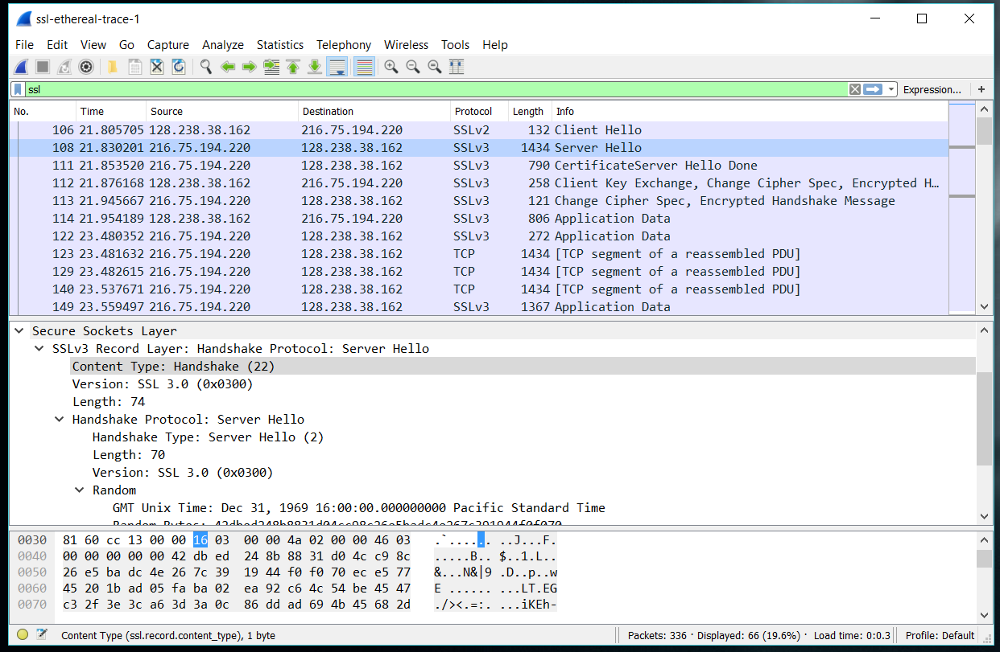 ssl-ethereal-trace-1
File Edit View Go Capture Analyze Statistics Telephony Wireless Tools Help
ssl Expression... +
No. Time Source Destination Protocol Length Info
106 21.805705 128.238.38.162 216.75.194.220 SSLv2 132 Client Hello
108 21.830201 216.75.194.220 128.238.38.162 SSLv3 1434 Server Hello
111 21.853520 216.75.194.220 128.238.38.162 SSLv3 790 CertificateServer Hello Done
112 21.876168 128.238.38.162 216.75.194.220 SSLv3 258 Client Key Exchange, Change Cipher Spec, Encrypted H…
113 21.945667 216.75.194.220 128.238.38.162 SSLv3 121 Change Cipher Spec, Encrypted Handshake Message
114 21.954189 128.238.38.162 216.75.194.220 SSLv3 806 Application Data
122 23.480352 216.75.194.220 128.238.38.162 SSLv3 272 Application Data
123 23.481632 216.75.194.220 128.238.38.162 TCP 1434 [TCP segment of a reassembled PDU]
129 23.482615 216.75.194.220 128.238.38.162 TCP 1434 [TCP segment of a reassembled PDU]
140 23.537671 216.75.194.220 128.238.38.162 TCP 1434 [TCP segment of a reassembled PDU]
149 23.559497 216.75.194.220 128.238.38.162 SSLv3 1367 Application Data
Secure Sockets Layer
SSLv3 Record Layer: Handshake Protocol: Server Hello
Content Type: Handshake (22)
Version: SSL 3.0 (0x0300)
Length: 74
Handshake Protocol: Server Hello
Handshake Type: Server Hello (2)
Length: 70
Version: SSL 3.0 (0x0300)
Random
GMT Unix Time: Dec 31, 1969 16:00:00.000000000 Pacific Standard Time
Random Bytes: 42dbed248b8831d04cc98c26e5badc4e267c391944f0f070
0030 81 60 cc 13 00 00 16 03 00 00 4a 02 00 00 46 03 .`...... ..J...F.
0040 00 00 00 00 00 42 db ed 24 8b 88 31 d0 4c c9 8c .....B.. $..1.L..
0050 26 e5 ba dc 4e 26 7c 39 19 44 f0 f0 70 ec e5 77 &...N&|9 .D..p..w
0060 45 20 1b ad 05 fa ba 02 ea 92 c6 4c 54 be 45 47 E ...... ...LT.EG
0070 c3 2f 3e 3c a6 3d 3a 0c 86 dd ad 69 4b 45 68 2d ./><.=:. ...iKEh-
Content Type (ssl.record.content_type), 1 byte Packets: 336 · Displayed: 66 (19.6%) · Load time: 0:0.3 Profile: Default